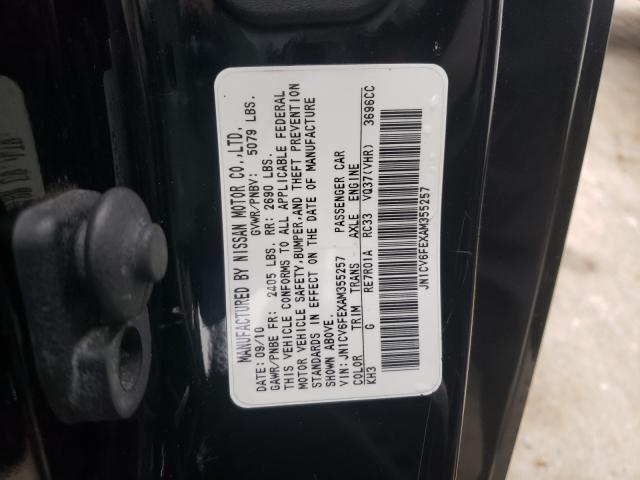 MANUFACTURED BY NISSAN MOTOR CO.,LTD.
DATE: 09/10 GVWR/PNBV: 5079 LBS.
GAWR/PNBE FR: 2405 LBS. RR: 2690 LBS.
THIS VEHICLE CONFORMS TO ALL APPLICABLE FEDERAL
MOTOR VEHICLE SAFETY,BUMPER,AND THEFT PREVENTION
STANDARDS IN EFFECT ON THE DATE OF MANUFACTURE
SHOWN ABOVE.
VIN: JN1CV6FEXAM355257 PASSENGER CAR
COLOR TRIM TRANS AXLE ENGINE
KH3 G RE7R01A RC33 VQ37(VHR) 3696CC
JN1CV6FEXAM355257